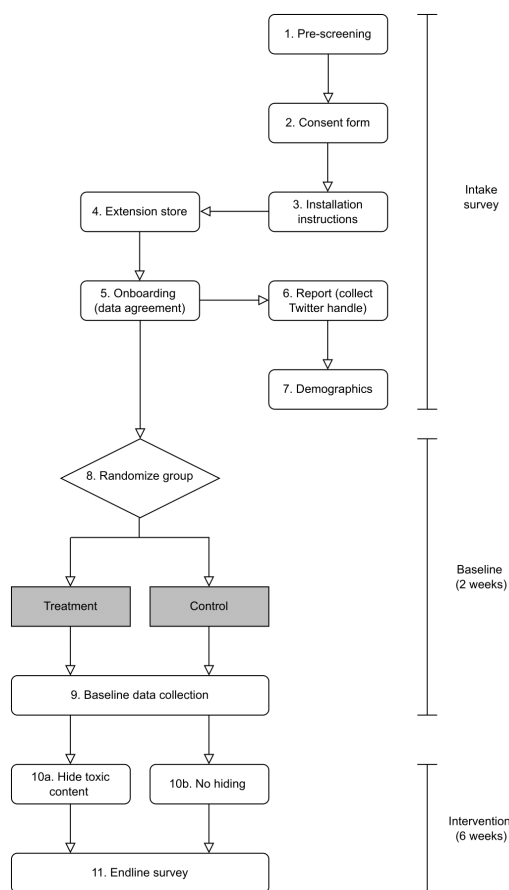 1. Pre-screening
2. Consent form
3. Installation
instructions
4. Extension store
5. Onboarding
(data agreement)
6. Report (collect
Twitter handle)
7. Demographics
Intake
survey
8. Randomize group
Treatment
Control
9. Baseline data collection
Baseline
(2 weeks)
10a. Hide toxic
content
10b. No hiding
11. Endline survey
Intervention
(6 weeks)